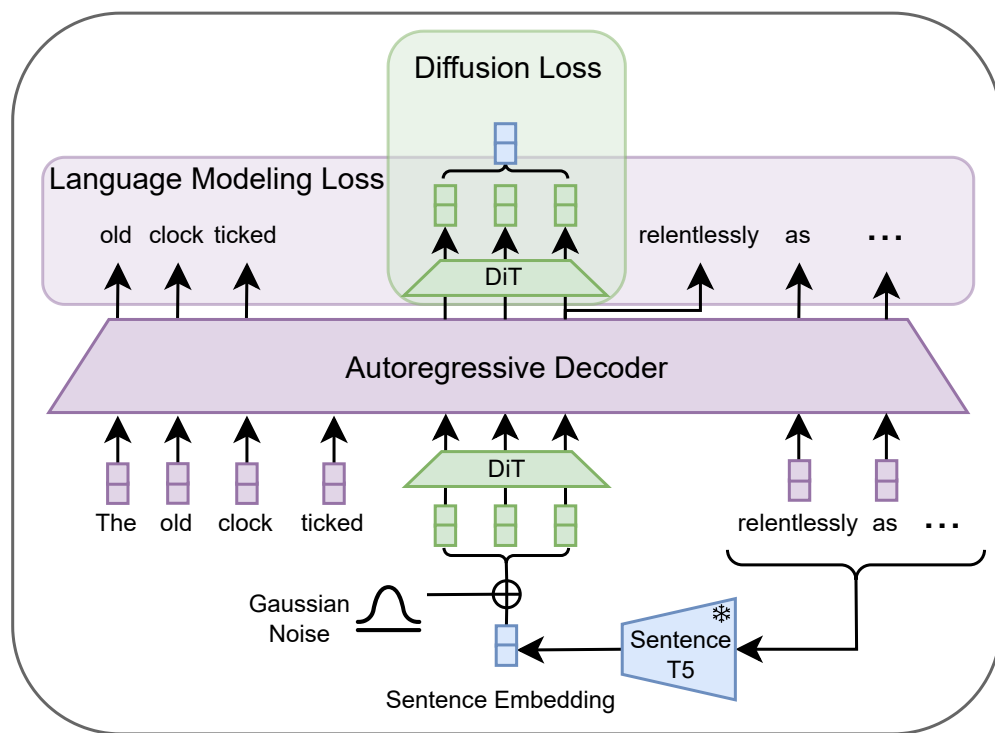 Diffusion Loss
Language Modeling Loss
old clock ticked
relentlessly as ...
DiT
Autoregressive Decoder
DiT
The old clock ticked
relentlessly as ...
Gaussian
Noise
Sentence
T5
Sentence Embedding